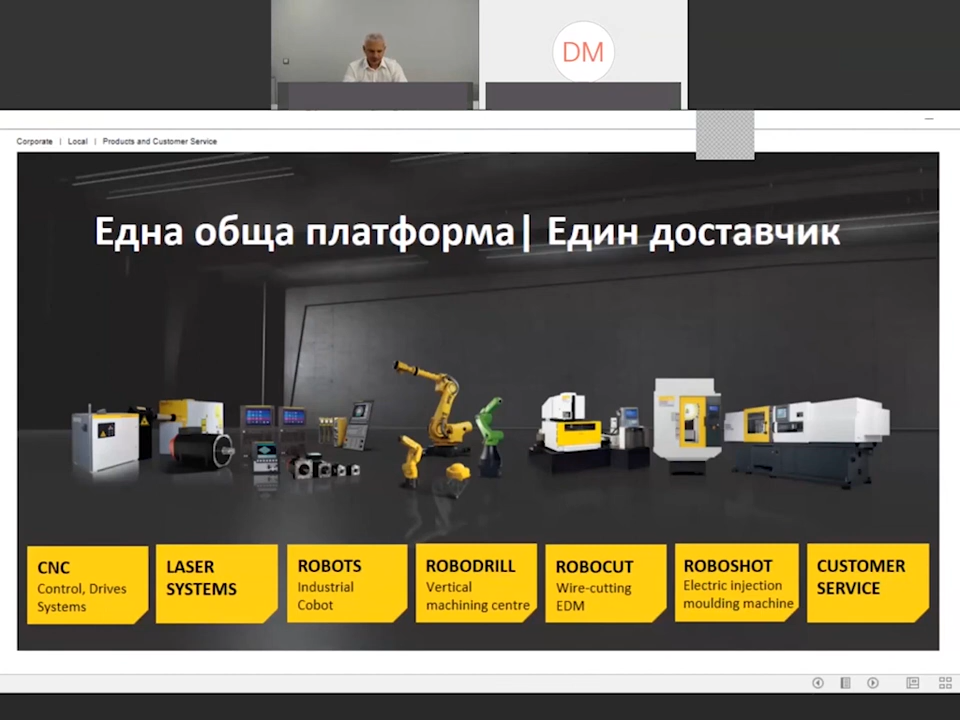 DM
Corporate | Local | Products and Customer Service
Една обща платформа| Един доставчик
CNC
Control, Drives
Systems
LASER
SYSTEMS
ROBOTS
Industrial
Cobot
ROBODRILL
Vertical
machining centre
ROBOCUT
Wire-cutting
EDM
ROBOSHOT
Electric injection
moulding machine
CUSTOMER
SERVICE